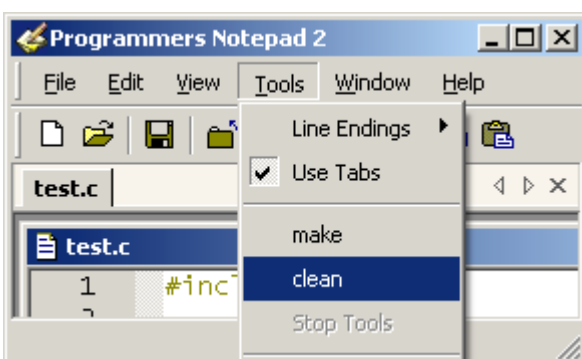 Programmers Notepad 2
File Edit View Tools Window Help
Line Endings
test.c
Use Tabs
test.c
make
1 #inc
clean
Stop Tools